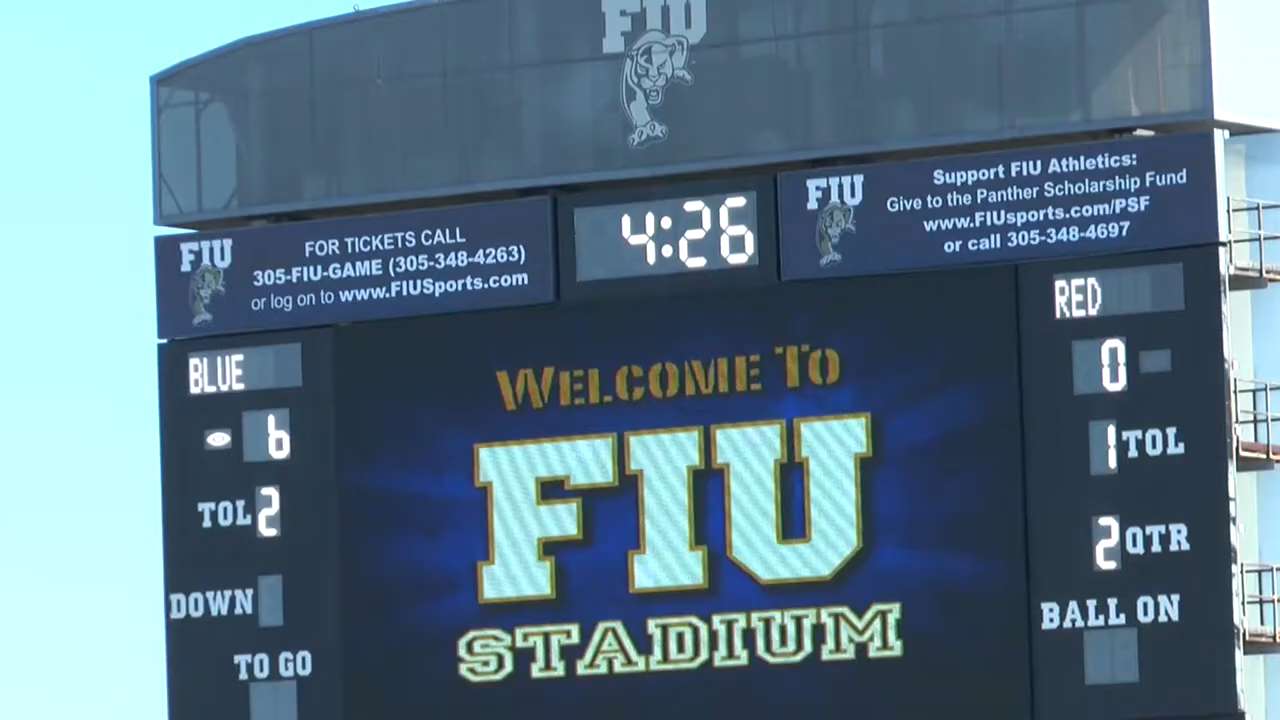 FIU
FIU
FOR TICKETS CALL
305-FIU-GAME (305-348-4263)
or log on to www.FIUSports.com
4:26
FIU
Support FIU Athletics:
Give to the Panther Scholarship Fund
www.FIUsports.com/PSF
or call 305-348-4697
BLUE
6
TOL 2
DOWN
TO GO
WELCOME TO
FIU
STADIUM
RED
0
1 TOL
2 QTR
BALL ON